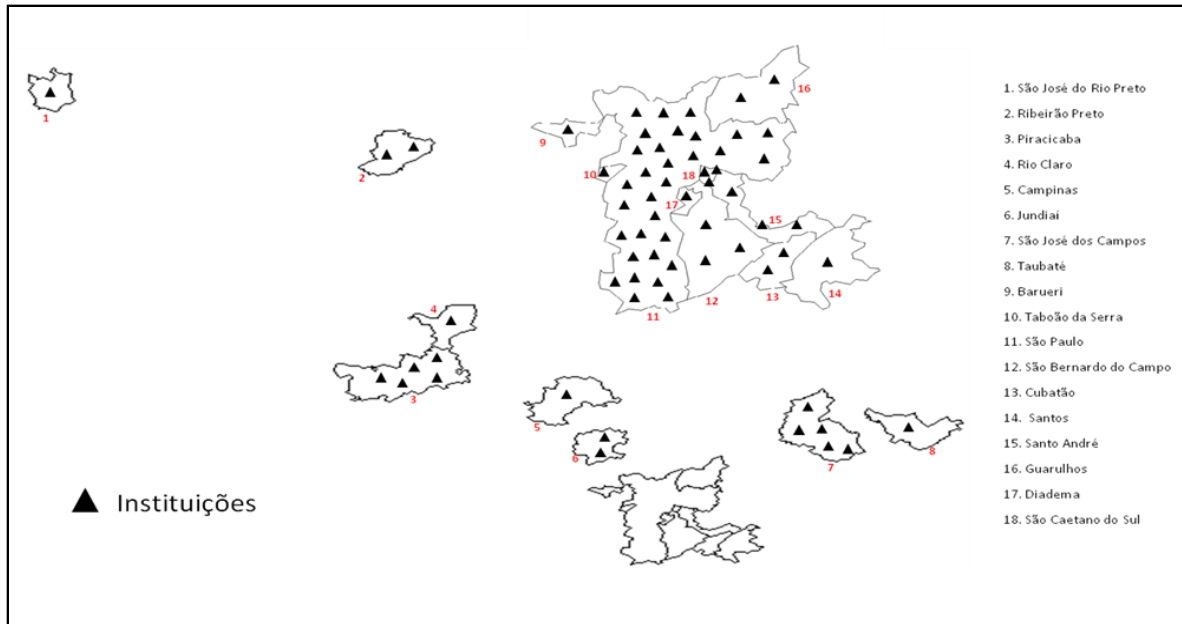 1
2
3
4
5
6
7
8
9
10
11
12
13
14
15
16
17
18
Instituições
1. São José do Rio Preto
2. Ribeirão Preto
3. Piracicaba
4. Rio Claro
5. Campinas
6. Jundiaí
7. São José dos Campos
8. Taubaté
9. Barueri
10. Taboão da Serra
11. São Paulo
12. São Bernardo do Campo
13. Cubatão
14. Santos
15. Santo André
16. Guarulhos
17. Diadema
18. São Caetano do Sul